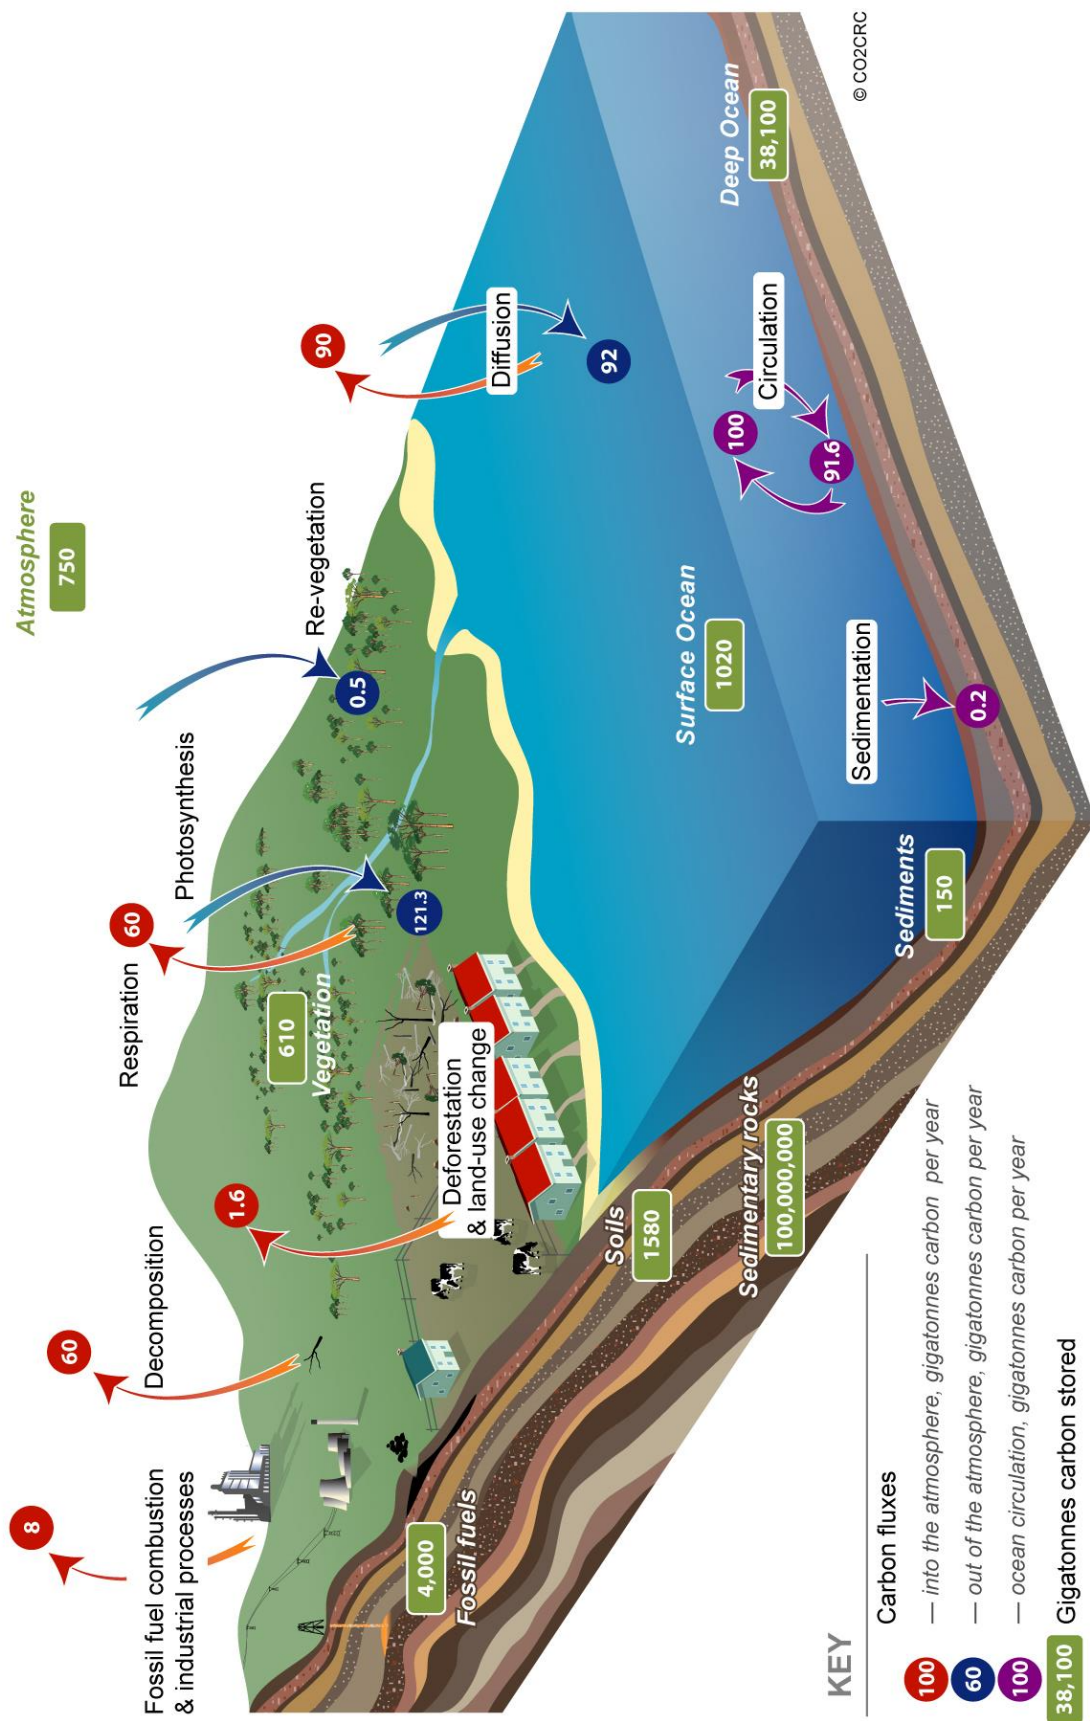 Atmosphere
750
Fossil fuel combustion
& industrial processes
8
Decomposition
60
1.6
Respiration
60
Photosynthesis
121.3
Re-vegetation
0.5
90
Diffusion
92
610
Vegetation
Deforestation
& land-use change
4,000
Fossil fuels
Soils
1580
Sedimentary rocks
100,000,000
Surface Ocean
1020
Sediments
150
Sedimentation
0.2
100
Circulation
91.6
Deep Ocean
38,100
KEY
Carbon fluxes
100 — into the atmosphere, gigatonnes carbon per year
60 — out of the atmosphere, gigatonnes carbon per year
100 — ocean circulation, gigatonnes carbon per year
38,100 Gigatonnes carbon stored
© CO2CRC